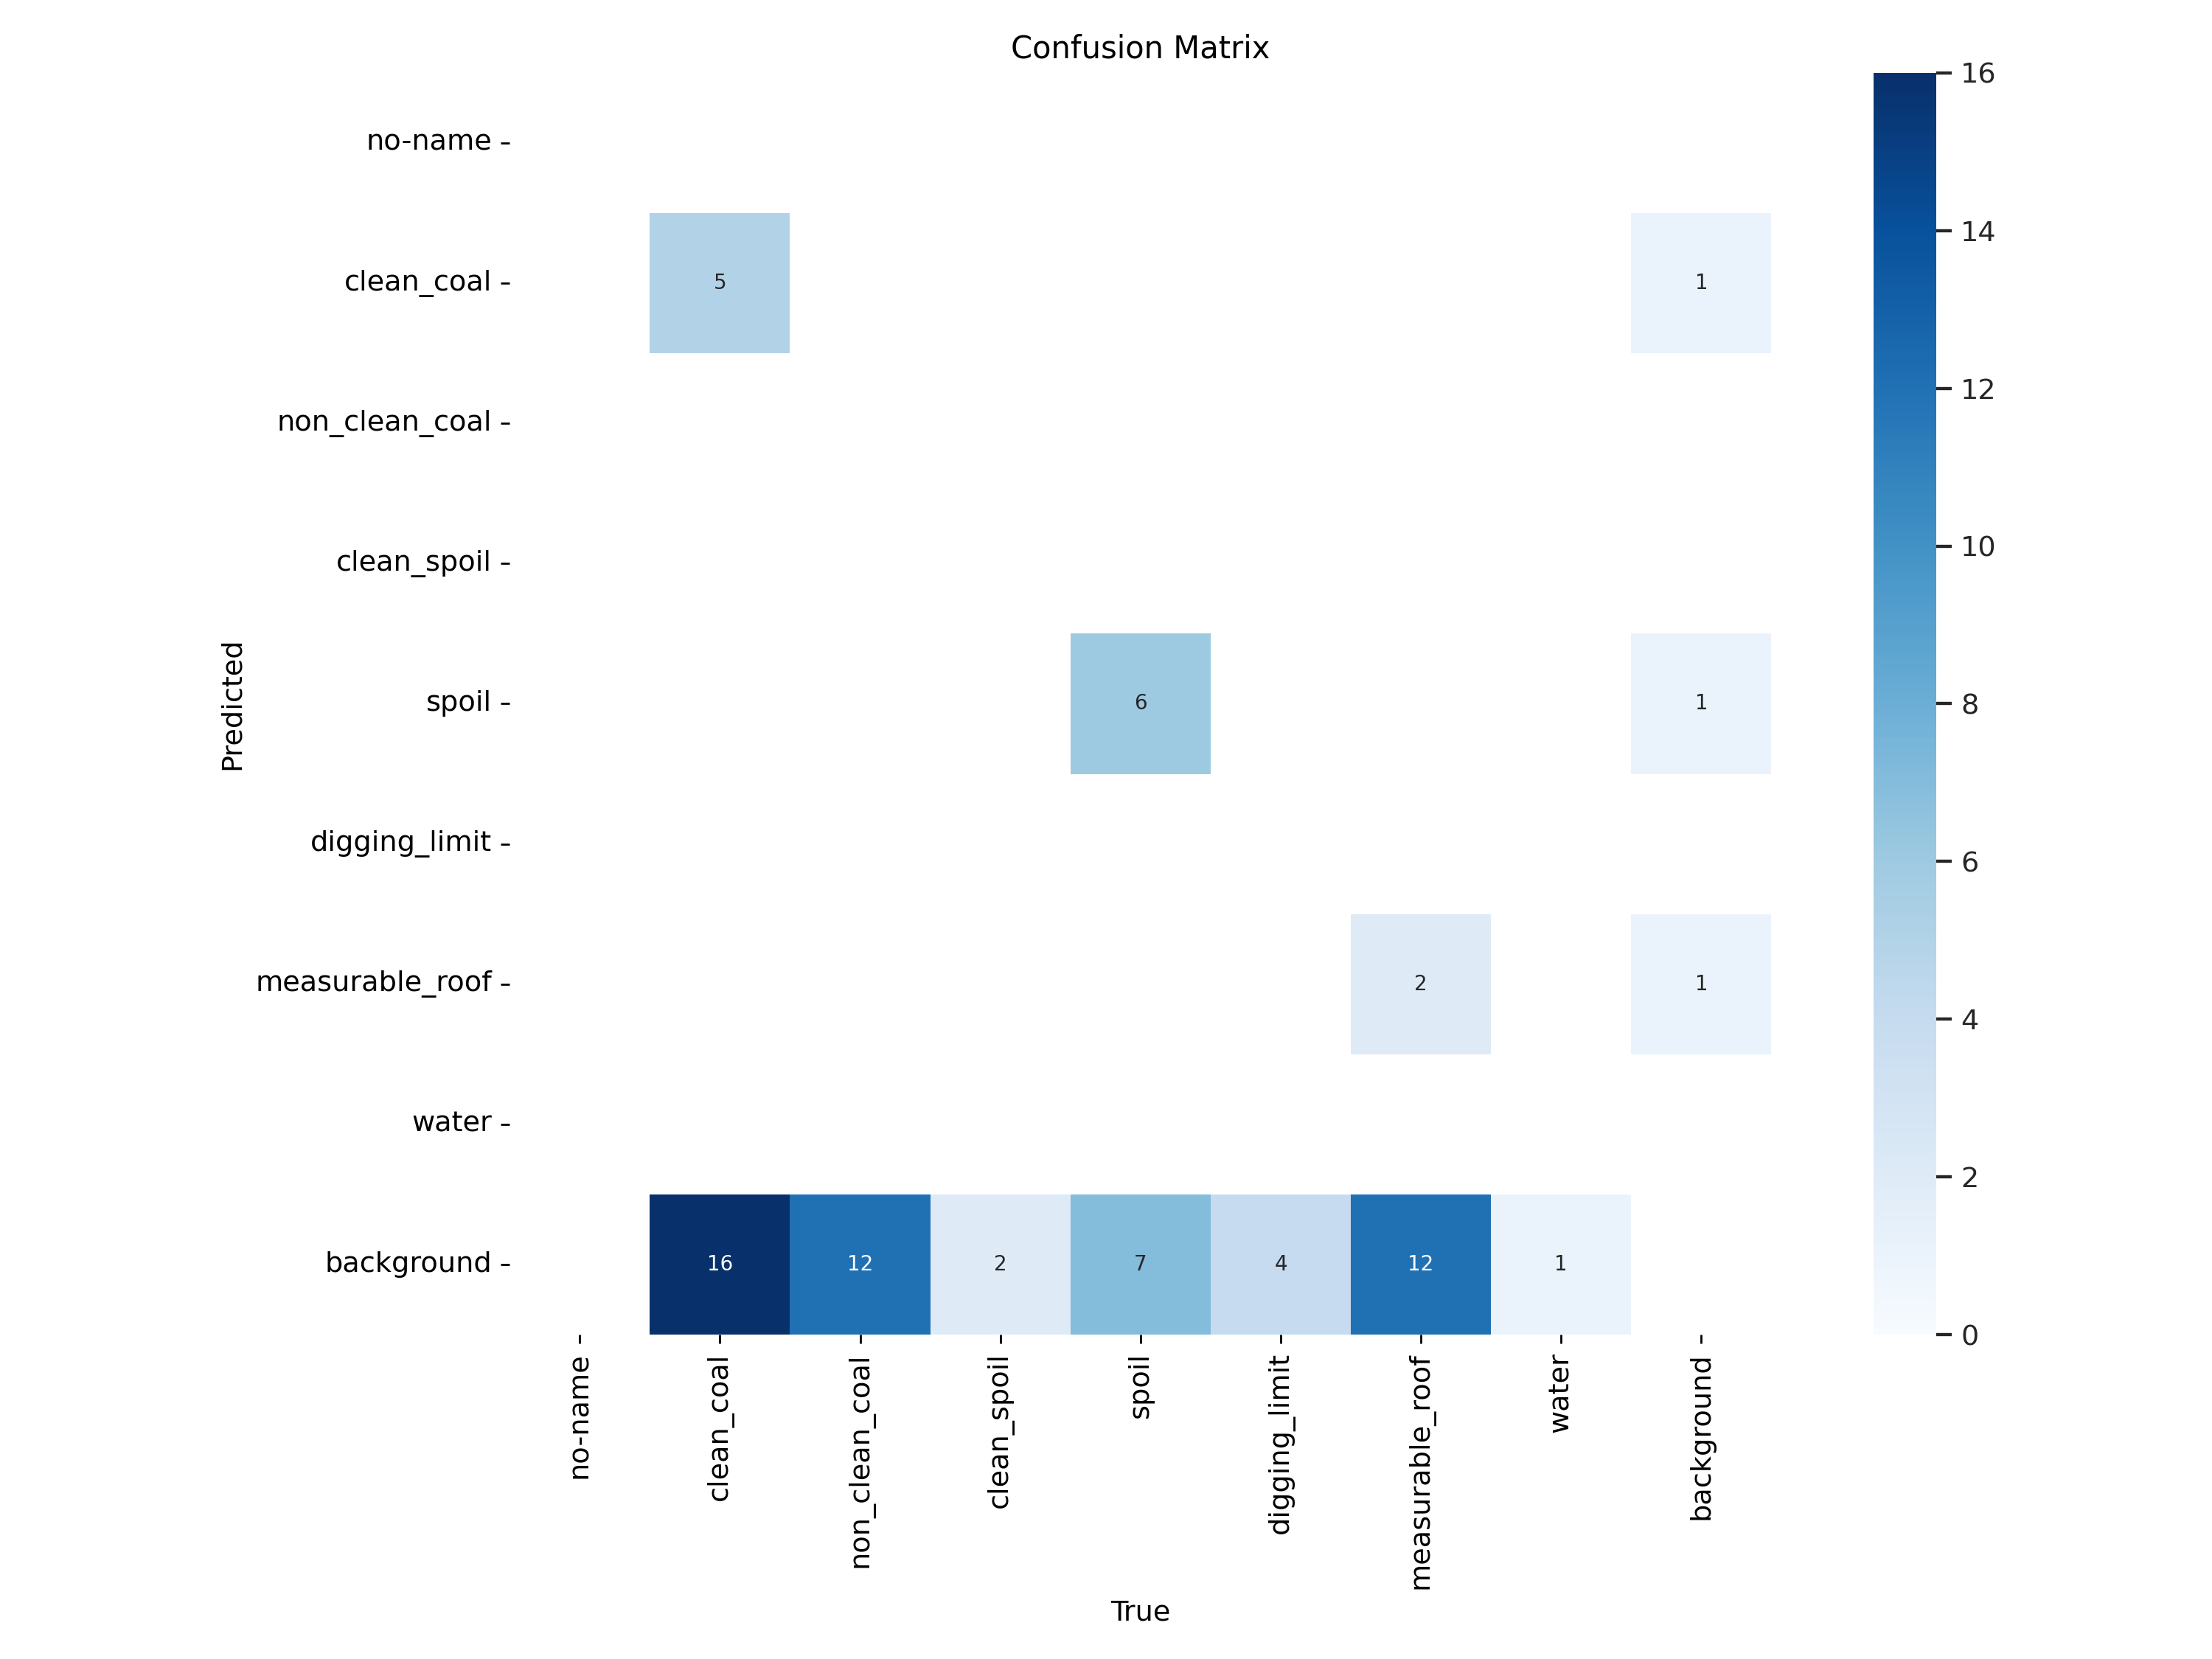 Confusion Matrix
Predicted
no-name
clean_coal
5
1
non_clean_coal
clean_spoil
spoil
6
1
digging_limit
measurable_roof
2
1
water
background
16
12
2
7
4
12
1
no-name
clean_coal
non_clean_coal
clean_spoil
spoil
digging_limit
measurable_roof
water
background
True
16
14
12
10
8
6
4
2
0